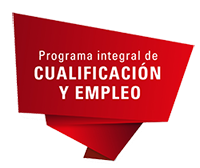 Programa integral de
CUALIFICACIÓN
Y EMPLEO